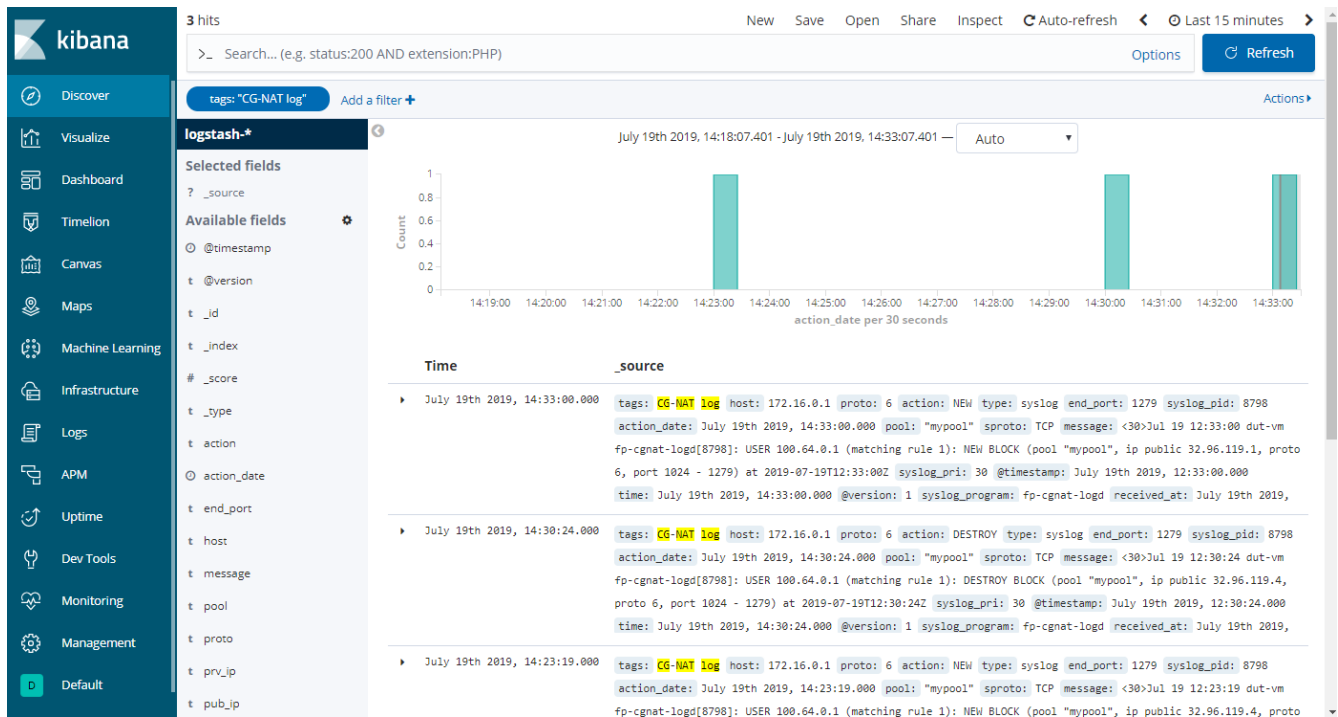 kibana
Discover
Visualize
Dashboard
Timelion
Canvas
Maps
Machine Learning
Infrastructure
Logs
APM
Uptime
Dev Tools
Monitoring
Management
D Default
3 hits
New Save Open Share Inspect C Auto-refresh Last 15 minutes
>_ Search... (e.g. status:200 AND extension:PHP) Options Refresh
tags: "CG-NAT log" Add a filter + Actions
logstash-*
Selected fields
? _source
Available fields
@timestamp
t @version
t _id
t _index
# _score
t _type
t action
action_date
t end_port
t host
t message
t pool
t proto
t prv_ip
t pub_ip
July 19th 2019, 14:18:07.401 - July 19th 2019, 14:33:07.401 — Auto
Count
1
0.8
0.6
0.4
0.2
0
14:19:00 14:20:00 14:21:00 14:22:00 14:23:00 14:24:00 14:25:00 14:26:00 14:27:00 14:28:00 14:29:00 14:30:00 14:31:00 14:32:00 14:33:00
action_date per 30 seconds
Time _source
July 19th 2019, 14:33:00.000 tags: CG-NAT log host: 172.16.0.1 proto: 6 action: NEW type: syslog end_port: 1279 syslog_pid: 8798
action_date: July 19th 2019, 14:33:00.000 pool: "mypool" sproto: TCP message: <30>Jul 19 12:33:00 dut-vm
fp-cgnat-logd[8798]: USER 100.64.0.1 (matching rule 1): NEW BLOCK (pool "mypool", ip public 32.96.119.1, proto
6, port 1024 - 1279) at 2019-07-19T12:33:00Z syslog_pri: 30 @timestamp: July 19th 2019, 12:33:00.000
time: July 19th 2019, 14:33:00.000 @version: 1 syslog_program: fp-cgnat-logd received_at: July 19th 2019,
July 19th 2019, 14:30:24.000 tags: CG-NAT log host: 172.16.0.1 proto: 6 action: DESTROY type: syslog end_port: 1279 syslog_pid: 8798
action_date: July 19th 2019, 14:30:24.000 pool: "mypool" sproto: TCP message: <30>Jul 19 12:30:24 dut-vm
fp-cgnat-logd[8798]: USER 100.64.0.1 (matching rule 1): DESTROY BLOCK (pool "mypool", ip public 32.96.119.4,
proto 6, port 1024 - 1279) at 2019-07-19T12:30:24Z syslog_pri: 30 @timestamp: July 19th 2019, 12:30:24.000
time: July 19th 2019, 14:30:24.000 @version: 1 syslog_program: fp-cgnat-logd received_at: July 19th 2019,
July 19th 2019, 14:23:19.000 tags: CG-NAT log host: 172.16.0.1 proto: 6 action: NEW type: syslog end_port: 1279 syslog_pid: 8798
action_date: July 19th 2019, 14:23:19.000 pool: "mypool" sproto: TCP message: <30>Jul 19 12:23:19 dut-vm
fp-cgnat-logd[8798]: USER 100.64.0.1 (matching rule 1): NEW BLOCK (pool "mypool", ip public 32.96.119.4, proto